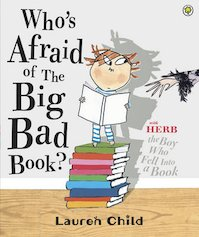 Who's
Afraid
of The
Big
Bad
Book?
with
HERB
the Boy
Who
Fell Into
a Book
Lauren Child